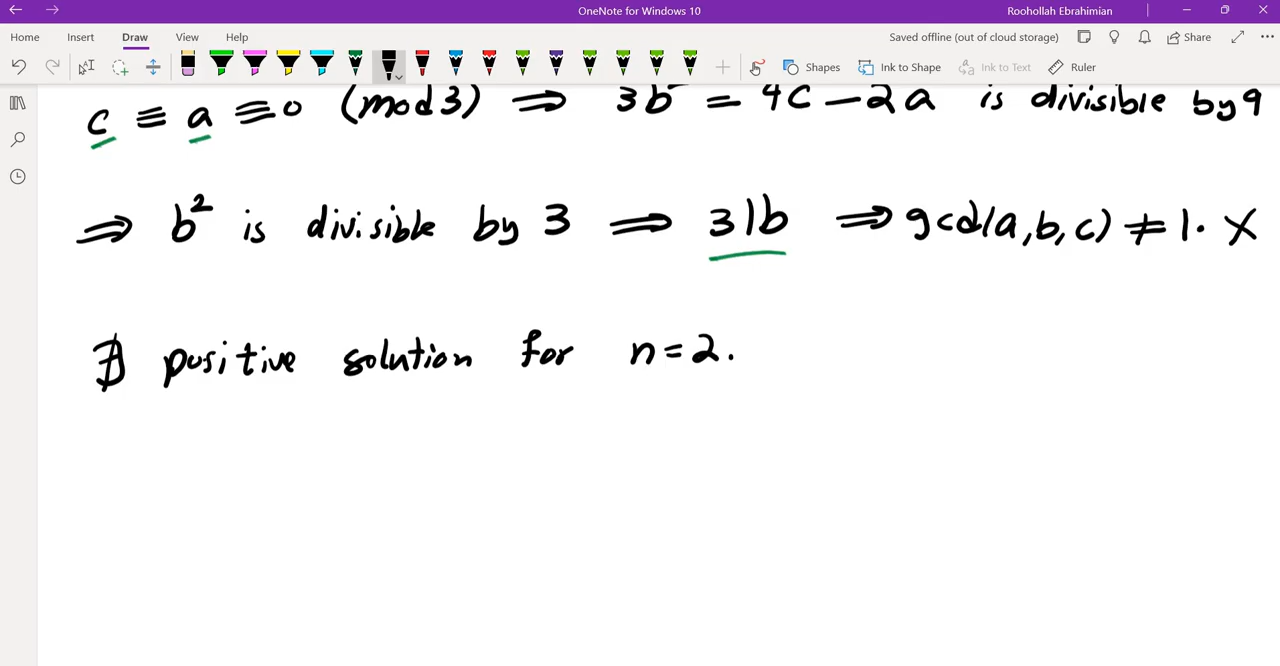 OneNote for Windows 10
Roohollah Ebrahimian
Home Insert Draw View Help
Saved offline (out of cloud storage) Share
Shapes Ink to Shape Ink to Text Ruler
c ≡ a ≡ 0 (mod 3) ⇒ 3b² = 4c − 2a is divisible by 9
⇒ b² is divisible by 3 ⇒ 3|b ⇒ gcd(a,b,c) ≠ 1. X
∄ positive solution for n=2.